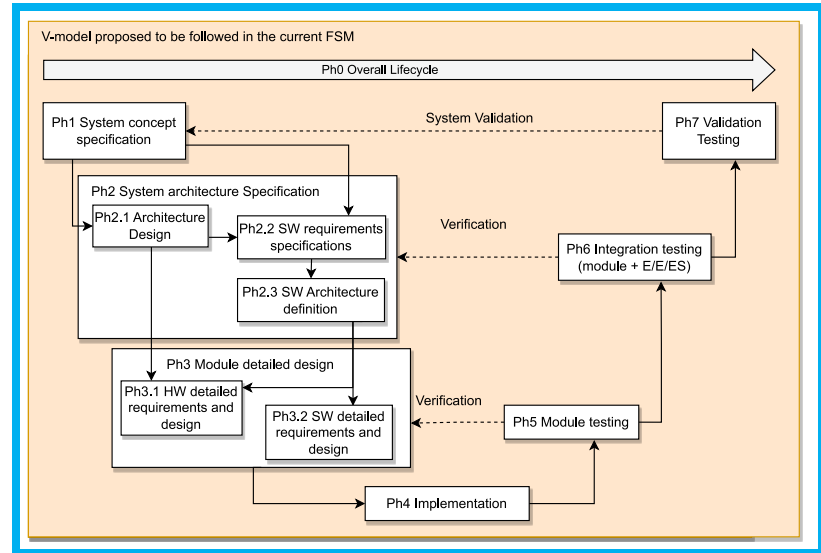 V-model proposed to be followed in the current FSM
Ph0 Overall Lifecycle
Ph1 System concept
specification
System Validation
Ph7 Validation
Testing
Ph2 System architecture Specification
Ph2.1 Architecture
Design
Ph2.2 SW requirements
specifications
Verification
Ph6 Integration testing
(module + E/E/ES)
Ph2.3 SW Architecture
definition
Ph3 Module detailed design
Ph3.1 HW detailed
requirements and
design
Ph3.2 SW detailed
requirements and
design
Verification
Ph5 Module testing
Ph4 Implementation